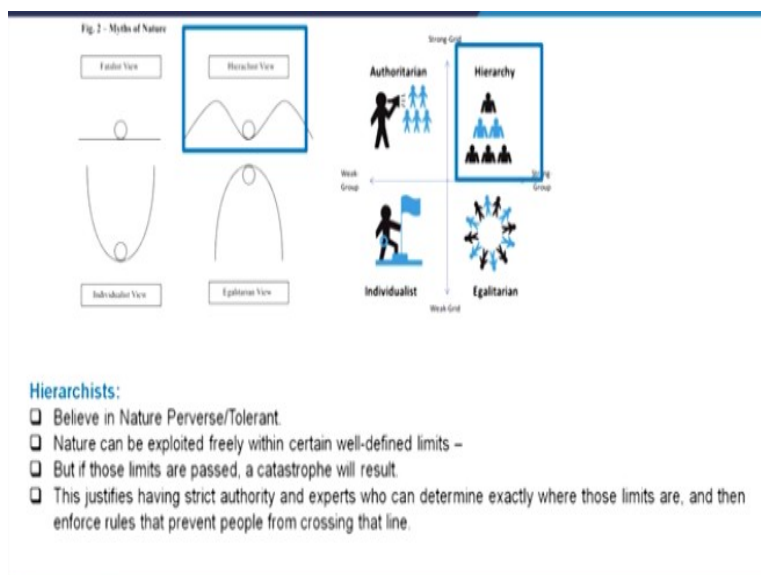 Fig. 2 - Myths of Nature
Fatalist View
Hierachist View
Individualist View
Egalitarian View
Strong Grid
Authoritarian
Hierarchy
Weak
Group
Strong
Group
Individualist
Egalitarian
Weak Grid
Hierarchists:
Believe in Nature Perverse/Tolerant.
Nature can be exploited freely within certain well-defined limits –
But if those limits are passed, a catastrophe will result.
This justifies having strict authority and experts who can determine exactly where those limits are, and then
enforce rules that prevent people from crossing that line.